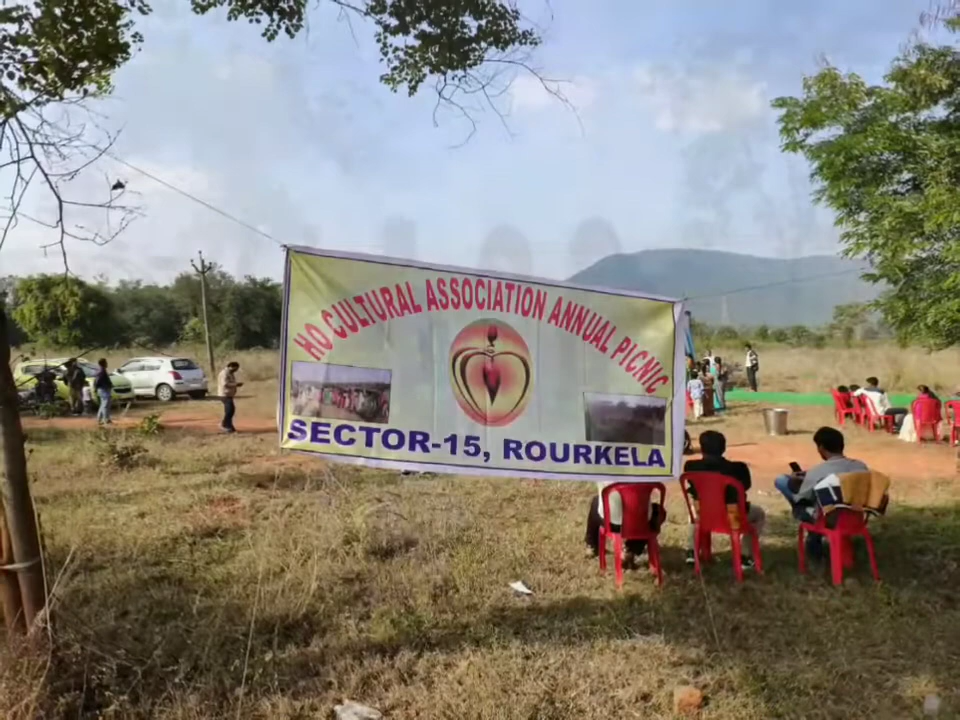 HO CULTURAL ASSOCIATION ANNUAL PICNIC
SECTOR-15, ROURKELA